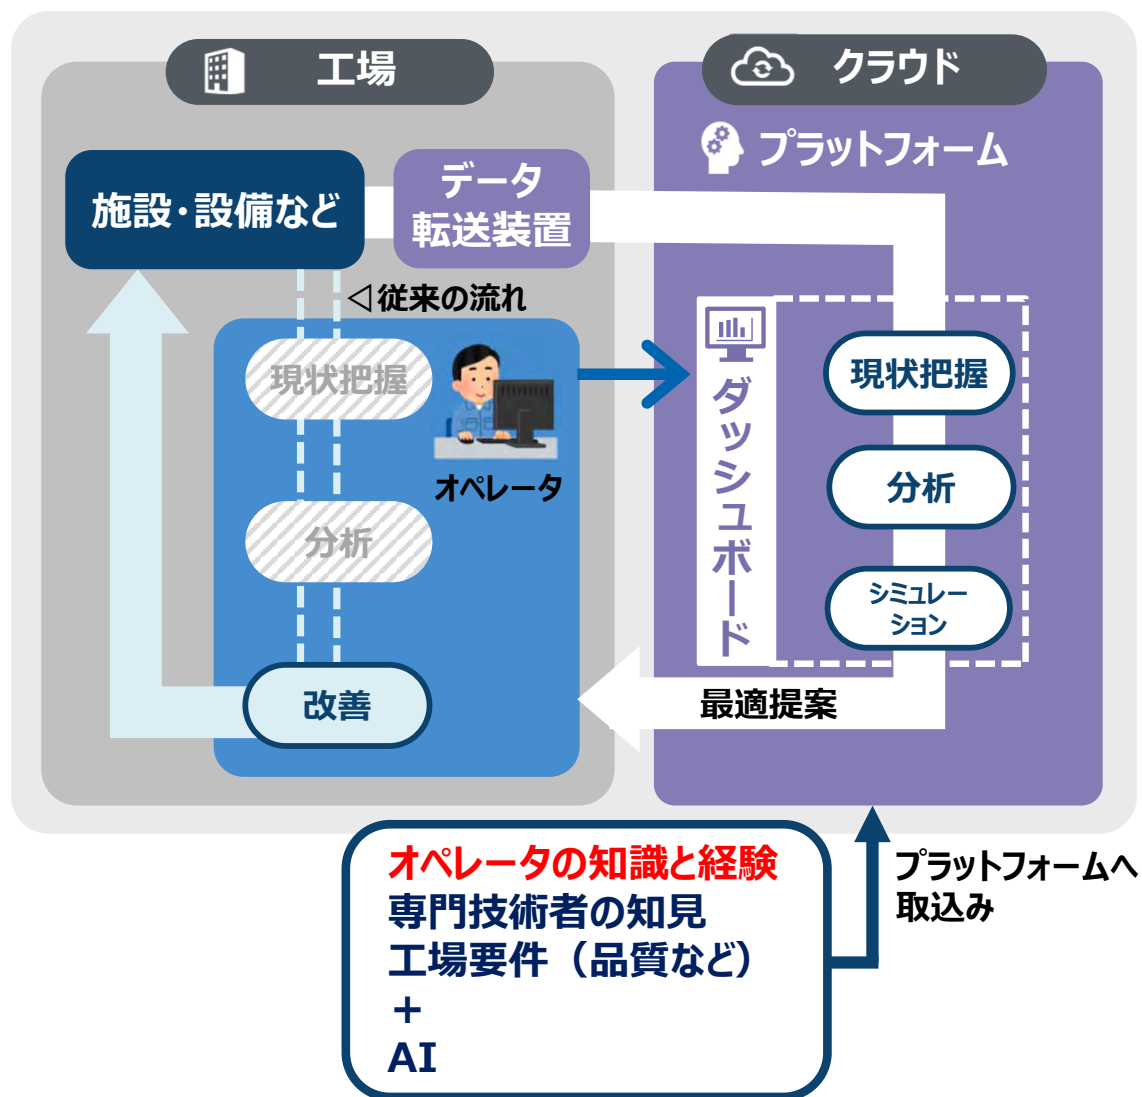 工場
クラウド
プラットフォーム
施設・設備など
データ
転送装置
◁従来の流れ
現状把握
オペレータ
分析
改善
ダッシュボード
現状把握
分析
シミュレー
ション
最適提案
オペレータの知識と経験
専門技術者の知見
工場要件（品質など）
＋
AI
プラットフォームへ
取込み